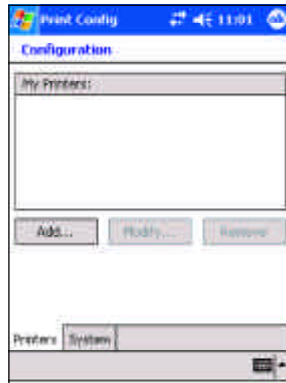 Print Config 11:01 ok
Configuration
My Printers:
Add... Modify... Remove
Printers System